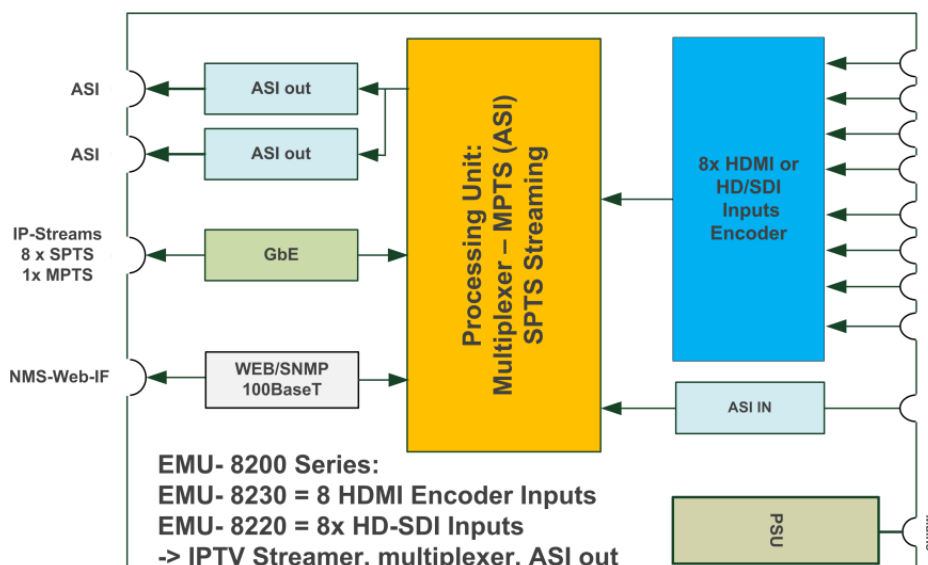 ASI
ASI out
ASI
ASI out
IP-Streams
8 x SPTS
1x MPTS
GbE
NMS-Web-IF
WEB/SNMP
100BaseT
Processing Unit:
Multiplexer – MPTS (ASI)
SPTS Streaming
8x HDMI or
HD/SDI
Inputs
Encoder
ASI IN
PSU
EMU- 8200 Series:
EMU- 8230 = 8 HDMI Encoder Inputs
EMU- 8220 = 8x HD-SDI Inputs
-> IPTV Streamer, multiplexer, ASI out